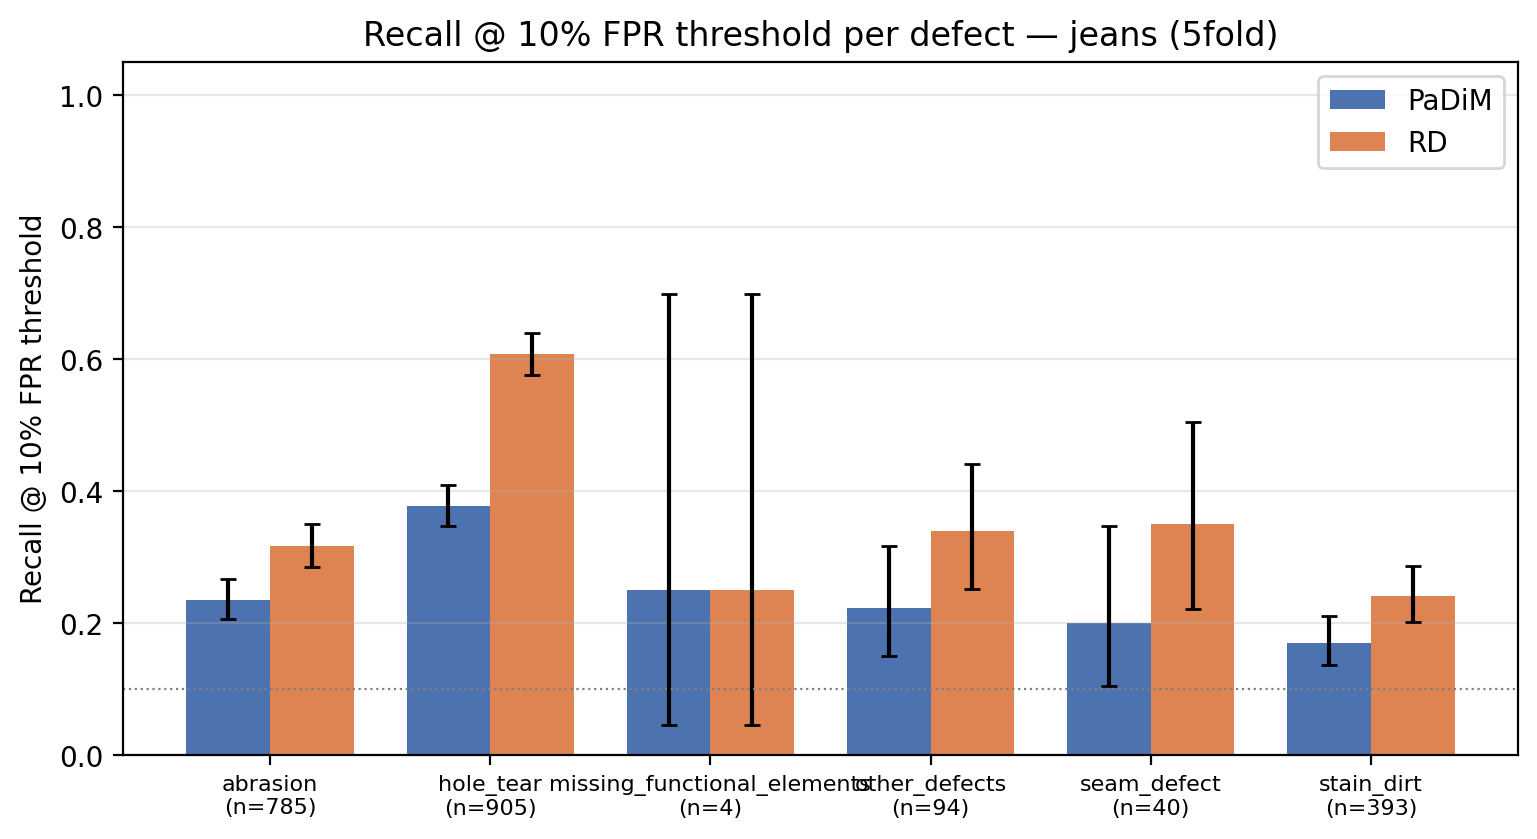 Recall @ 10% FPR threshold per defect — jeans (5fold)
Recall @ 10% FPR threshold
1.0
0.8
0.6
0.4
0.2
0.0
PaDiM
RD
abrasion
(n=785)
hole_tear
(n=905)
missing_functional_elements
(n=4)
other_defects
(n=94)
seam_defect
(n=40)
stain_dirt
(n=393)